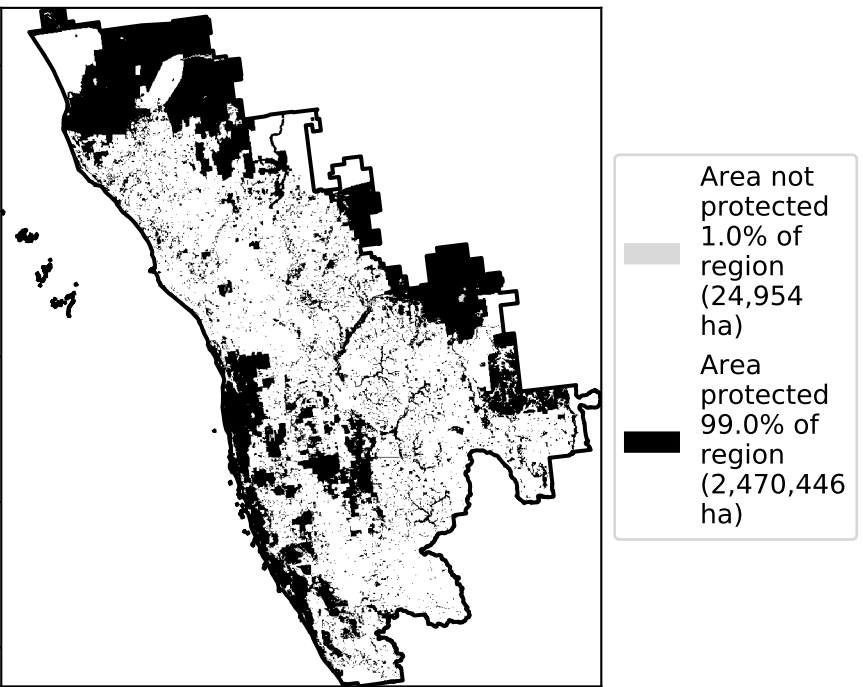 Area not
protected
1.0% of
region
(24,954
ha)
Area
protected
99.0% of
region
(2,470,446
ha)